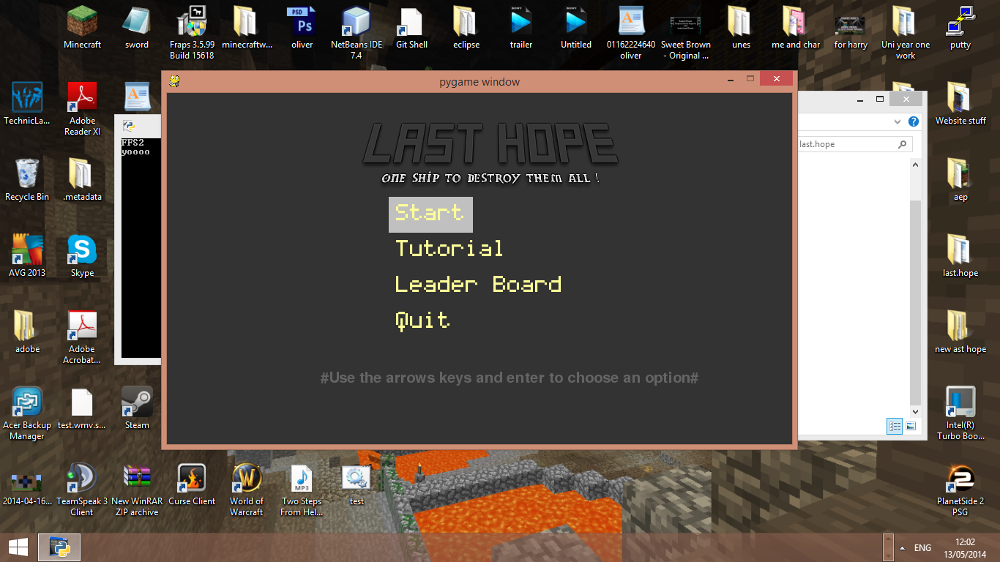 Minecraft
sword
Fraps 3.5.99
Build 15618
minecraftw...
PSD
Ps
oliver
NetBeans IDE
7.4
Git Shell
eclipse
SONY
trailer
SONY
Untitled
01162224640
oliver
Sweet Brown
- Original ...
unes
me and char
for harry
Uni year one
work
putty
TechnicLa...
Adobe
Reader XI
Website stuff
pygame window
FFS2
yoooo
LAST HOPE
ONE SHIP TO DESTROY THEM ALL !
Start
Tutorial
Leader Board
Quit
#Use the arrows keys and enter to choose an option#
last.hope
Recycle Bin
.metadata
aep
AVG 2013
Skype
last.hope
adobe
Adobe
Acrobat...
new ast hope
Acer Backup
Manager
test.wmv.s...
Steam
Intel(R)
Turbo Boo...
2014-04-16...
TeamSpeak 3
Client
New WinRAR
ZIP archive
Curse Client
World of
Warcraft
MP3
Two Steps
From Hel...
test
PlanetSide 2
PSG
ENG
12:02
13/05/2014